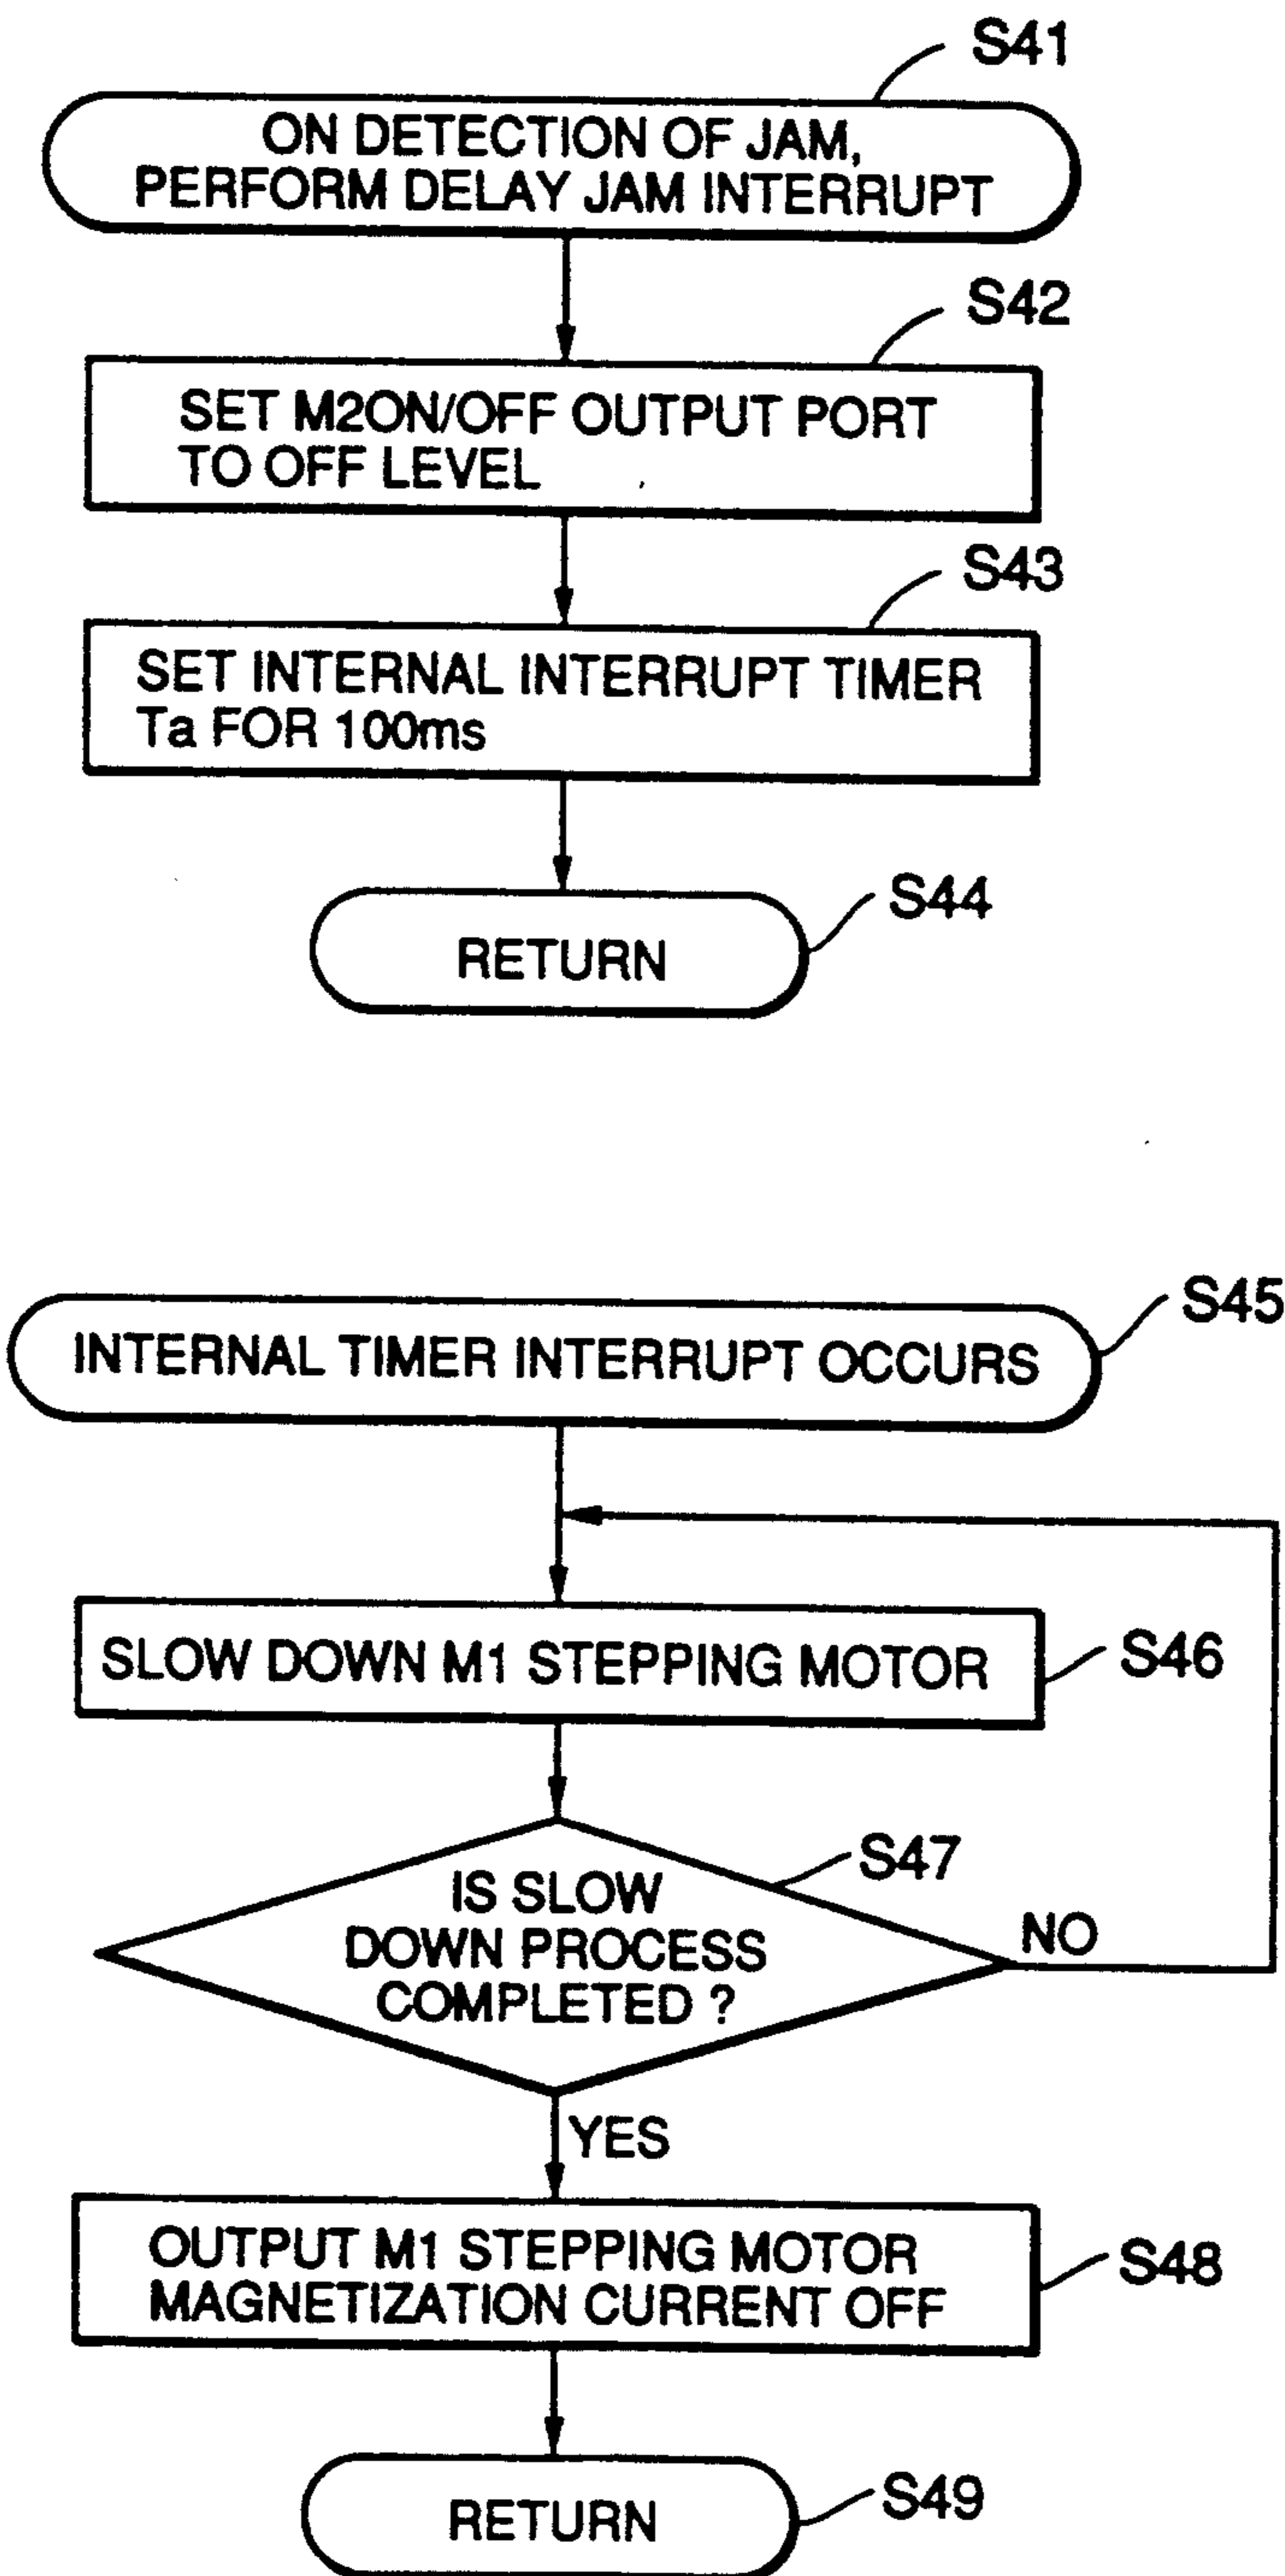 S41
ON DETECTION OF JAM,
PERFORM DELAY JAM INTERRUPT
S42
SET M2ON/OFF OUTPUT PORT
TO OFF LEVEL
S43
SET INTERNAL INTERRUPT TIMER
Ta FOR 100ms
S44
RETURN
S45
INTERNAL TIMER INTERRUPT OCCURS
SLOW DOWN M1 STEPPING MOTOR
S46
S47
IS SLOW
DOWN PROCESS
COMPLETED ?
NO
YES
OUTPUT M1 STEPPING MOTOR
MAGNETIZATION CURRENT OFF
S48
RETURN
S49